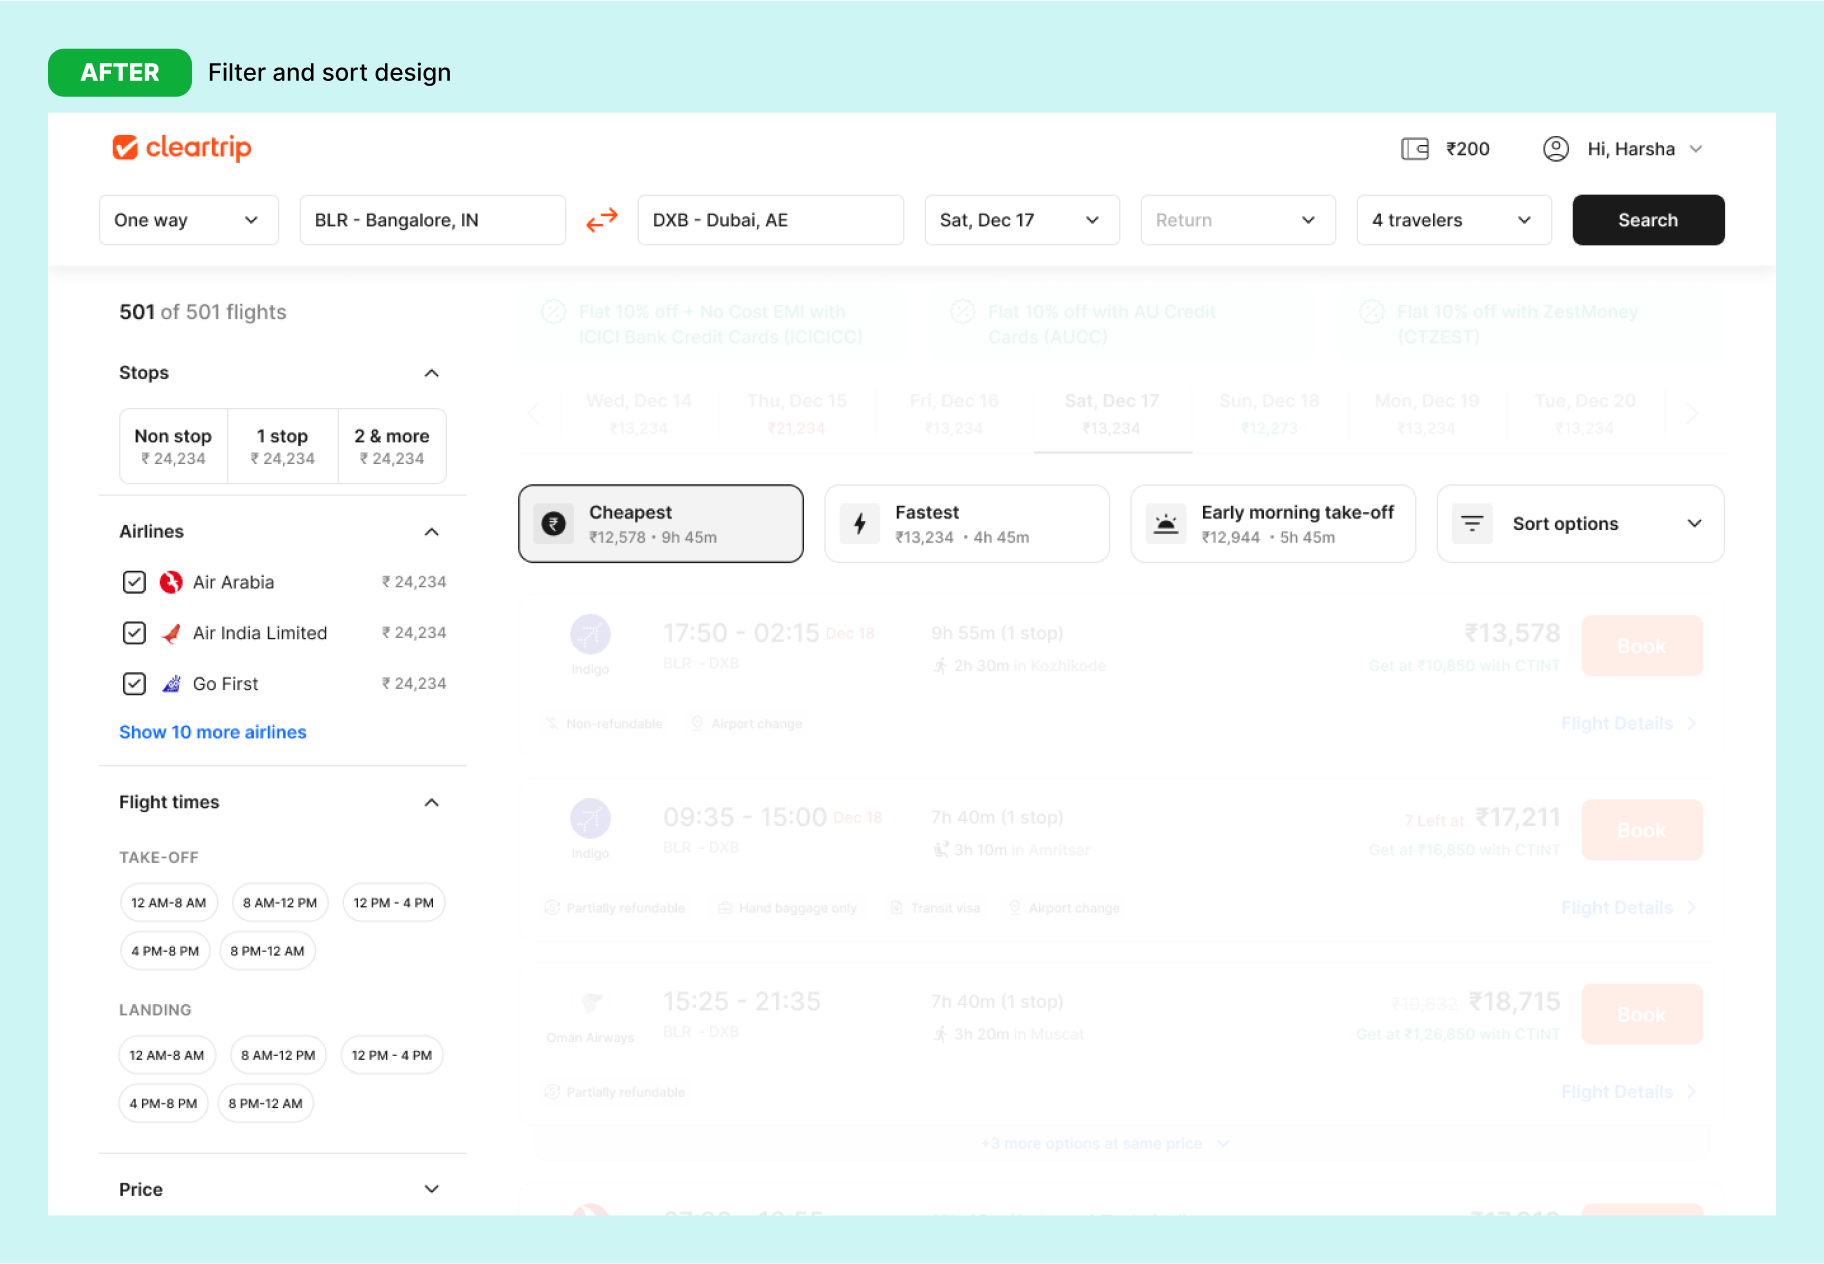 AFTER Filter and sort design
cleartrip
₹200
Hi, Harsha
One way
BLR - Bangalore, IN
DXB - Dubai, AE
Sat, Dec 17
Return
4 travelers
Search
501 of 501 flights
Stops
Non stop
₹ 24,234
1 stop
₹ 24,234
2 & more
₹ 24,234
Airlines
Air Arabia ₹ 24,234
Air India Limited ₹ 24,234
Go First ₹ 24,234
Show 10 more airlines
Flight times
TAKE-OFF
12 AM-8 AM 8 AM-12 PM 12 PM - 4 PM
4 PM-8 PM 8 PM-12 AM
LANDING
12 AM-8 AM 8 AM-12 PM 12 PM - 4 PM
4 PM-8 PM 8 PM-12 AM
Price
Flat 10% off + No Cost EMI with
ICICI Bank Credit Cards (ICICICC)
Flat 10% off with AU Credit
Cards (AUCC)
Flat 10% off with ZestMoney
(CTZEST)
Wed, Dec 14
₹13,234
Thu, Dec 15
₹21,234
Fri, Dec 16
₹13,234
Sat, Dec 17
₹13,234
Sun, Dec 18
₹12,273
Mon, Dec 19
₹13,234
Tue, Dec 20
₹13,234
Cheapest
₹12,578 • 9h 45m
Fastest
₹13,234 • 4h 45m
Early morning take-off
₹12,944 • 5h 45m
Sort options
Indigo
17:50 - 02:15 Dec 18
BLR - DXB
9h 55m (1 stop)
2h 30m in Kozhikode
₹13,578
Get at ₹10,850 with CTINT
Book
Non-refundable
Airport change
Flight Details
Indigo
09:35 - 15:00 Dec 18
BLR - DXB
7h 40m (1 stop)
3h 10m in Amritsar
7 Left at ₹17,211
Get at ₹16,850 with CTINT
Book
Partially refundable
Hand baggage only
Transit visa
Airport change
Flight Details
Oman Airways
15:25 - 21:35
BLR - DXB
7h 40m (1 stop)
3h 20m in Muscat
₹19,632 ₹18,715
Get at ₹1,26,850 with CTINT
Book
Partially refundable
Flight Details
+3 more options at same price